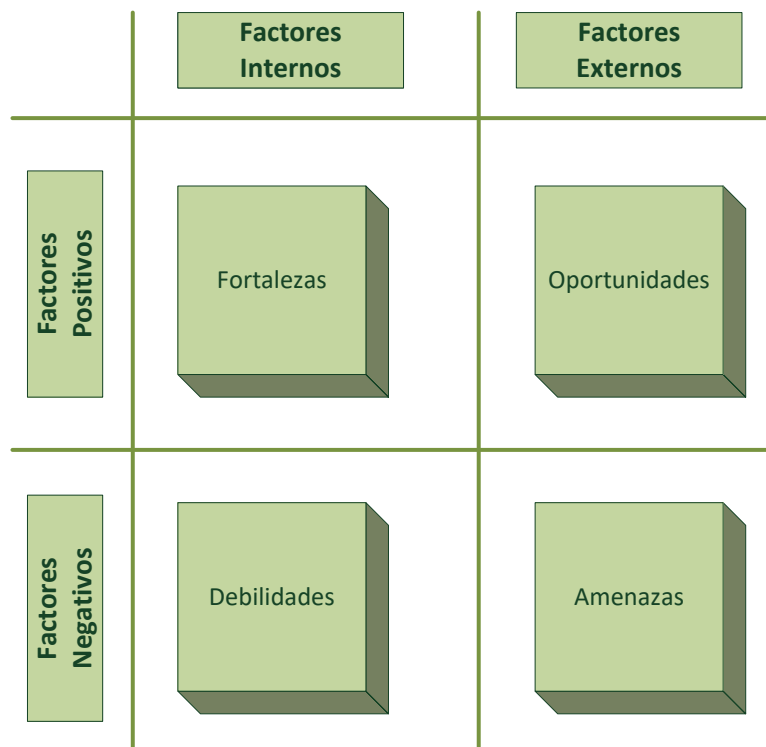 Factores
Internos
Factores
Externos
Factores
Positivos
Fortalezas
Oportunidades
Factores
Negativos
Debilidades
Amenazas